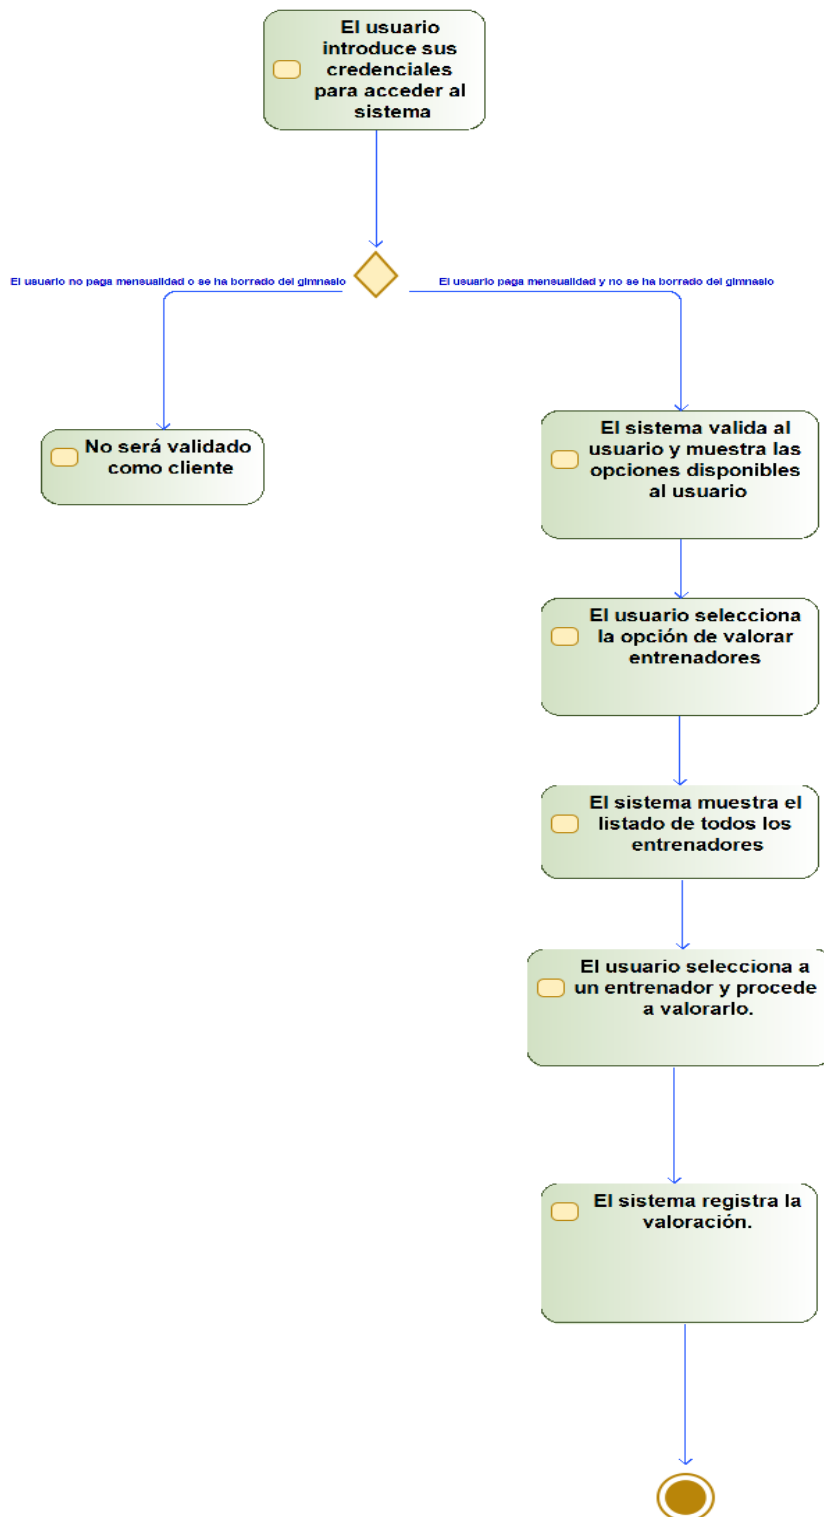 El usuario
introduce sus
credenciales
para acceder al
sistema
El usuario no paga mensualidad o se ha borrado del gimnasio
El usuario paga mensualidad y no se ha borrado del gimnasio
No será validado
como cliente
El sistema valida al
usuario y muestra las
opciones disponibles
al usuario
El usuario selecciona
la opción de valorar
entrenadores
El sistema muestra el
listado de todos los
entrenadores
El usuario selecciona a
un entrenador y procede
a valorarlo.
El sistema registra la
valoración.